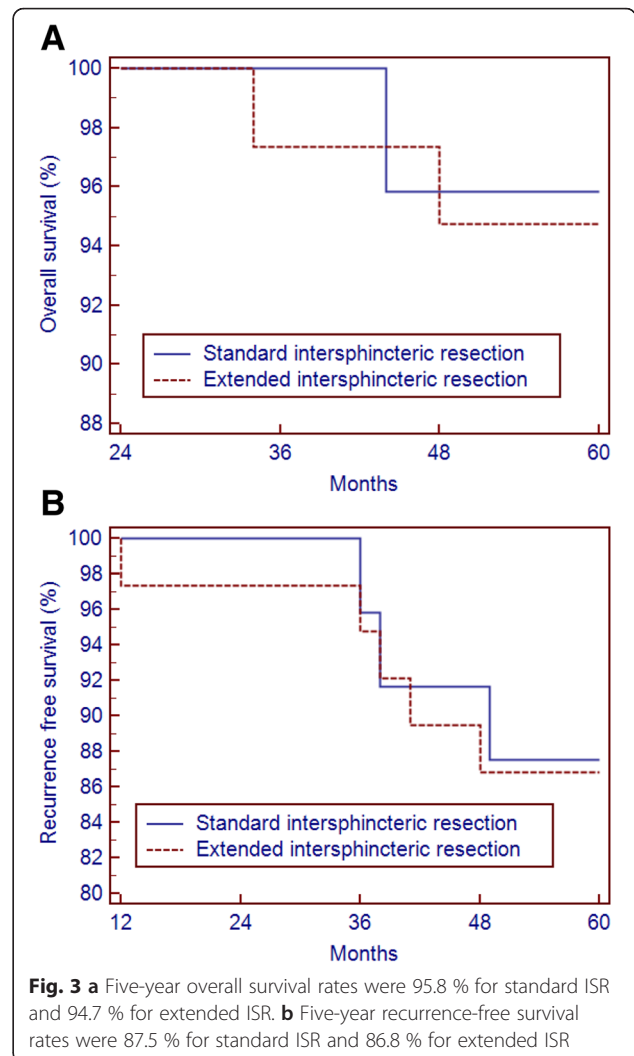 A
100
98
96
94
92
90
88
Overall survival (%)
Standard intersphincteric resection
Extended intersphincteric resection
24
36
48
60
Months
B
100
98
96
94
92
90
88
86
84
82
80
Recurrence free survival (%)
Standard intersphincteric resection
Extended intersphincteric resection
12
24
36
48
60
Months
Fig. 3 a Five-year overall survival rates were 95.8 % for standard ISR
and 94.7 % for extended ISR. b Five-year recurrence-free survival
rates were 87.5 % for standard ISR and 86.8 % for extended ISR